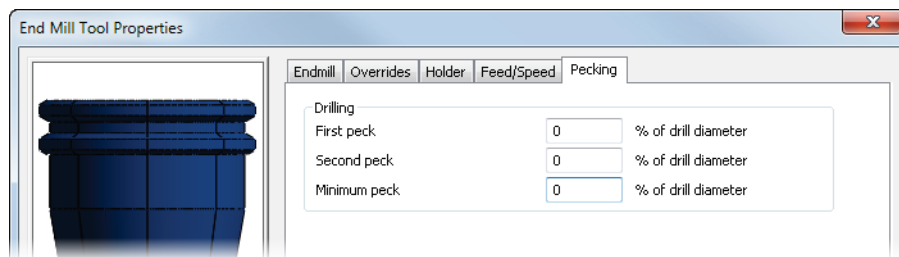 End Mill Tool Properties
Endmill Overrides Holder Feed/Speed Pecking
Drilling
First peck 0 % of drill diameter
Second peck 0 % of drill diameter
Minimum peck 0 % of drill diameter